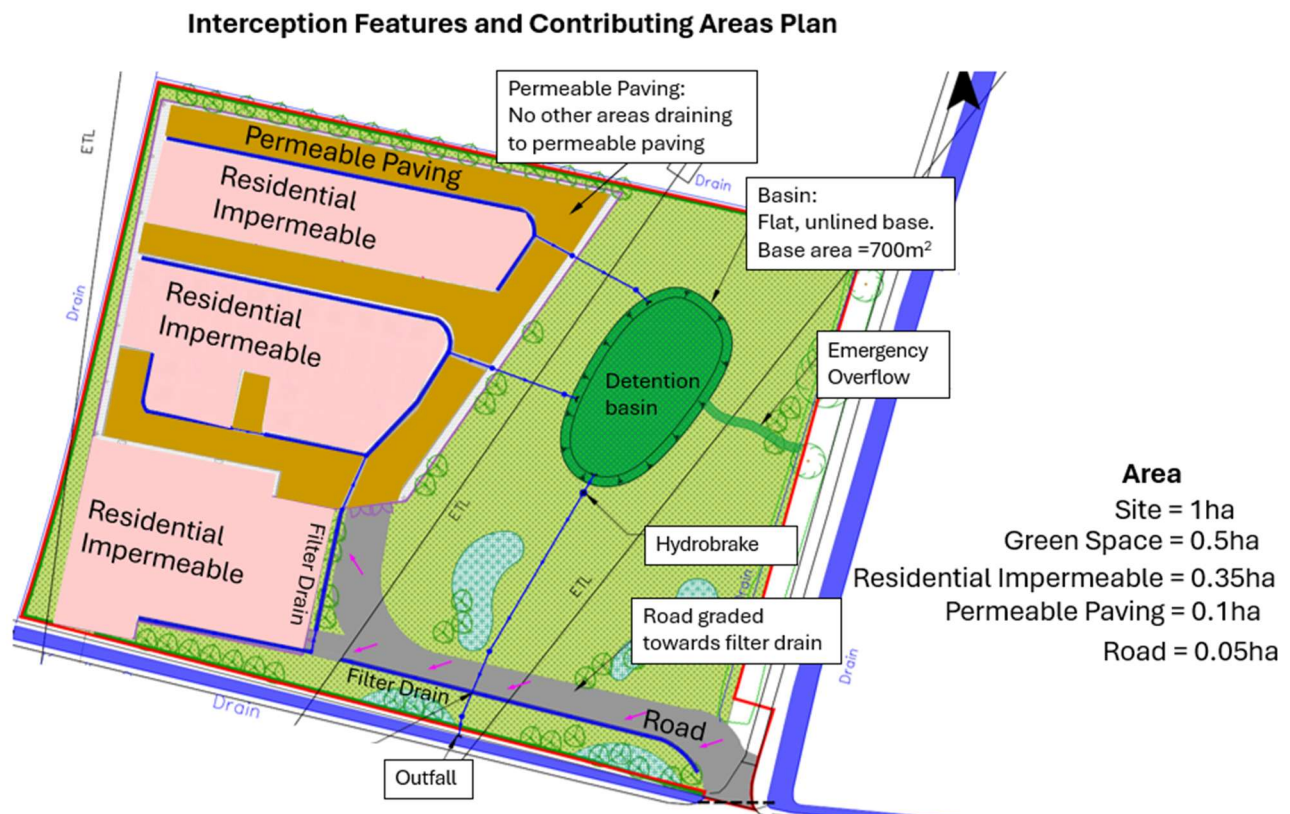 Interception Features and Contributing Areas Plan
Permeable Paving:
No other areas draining
to permeable paving
ETL
Permeable Paving
Drain
Residential
Impermeable
Basin:
Flat, unlined base.
Base area =700m²
Drain
Residential
Impermeable
Emergency
Overflow
Detention
basin
Area
Site = 1ha
Green Space = 0.5ha
Residential Impermeable = 0.35ha
Permeable Paving = 0.1ha
Road = 0.05ha
Residential
Impermeable
Filter Drain
ETL
Hydrobrake
ETL
Drain
Road graded
towards filter drain
Drain
Filter Drain
Drain
Road
Outfall